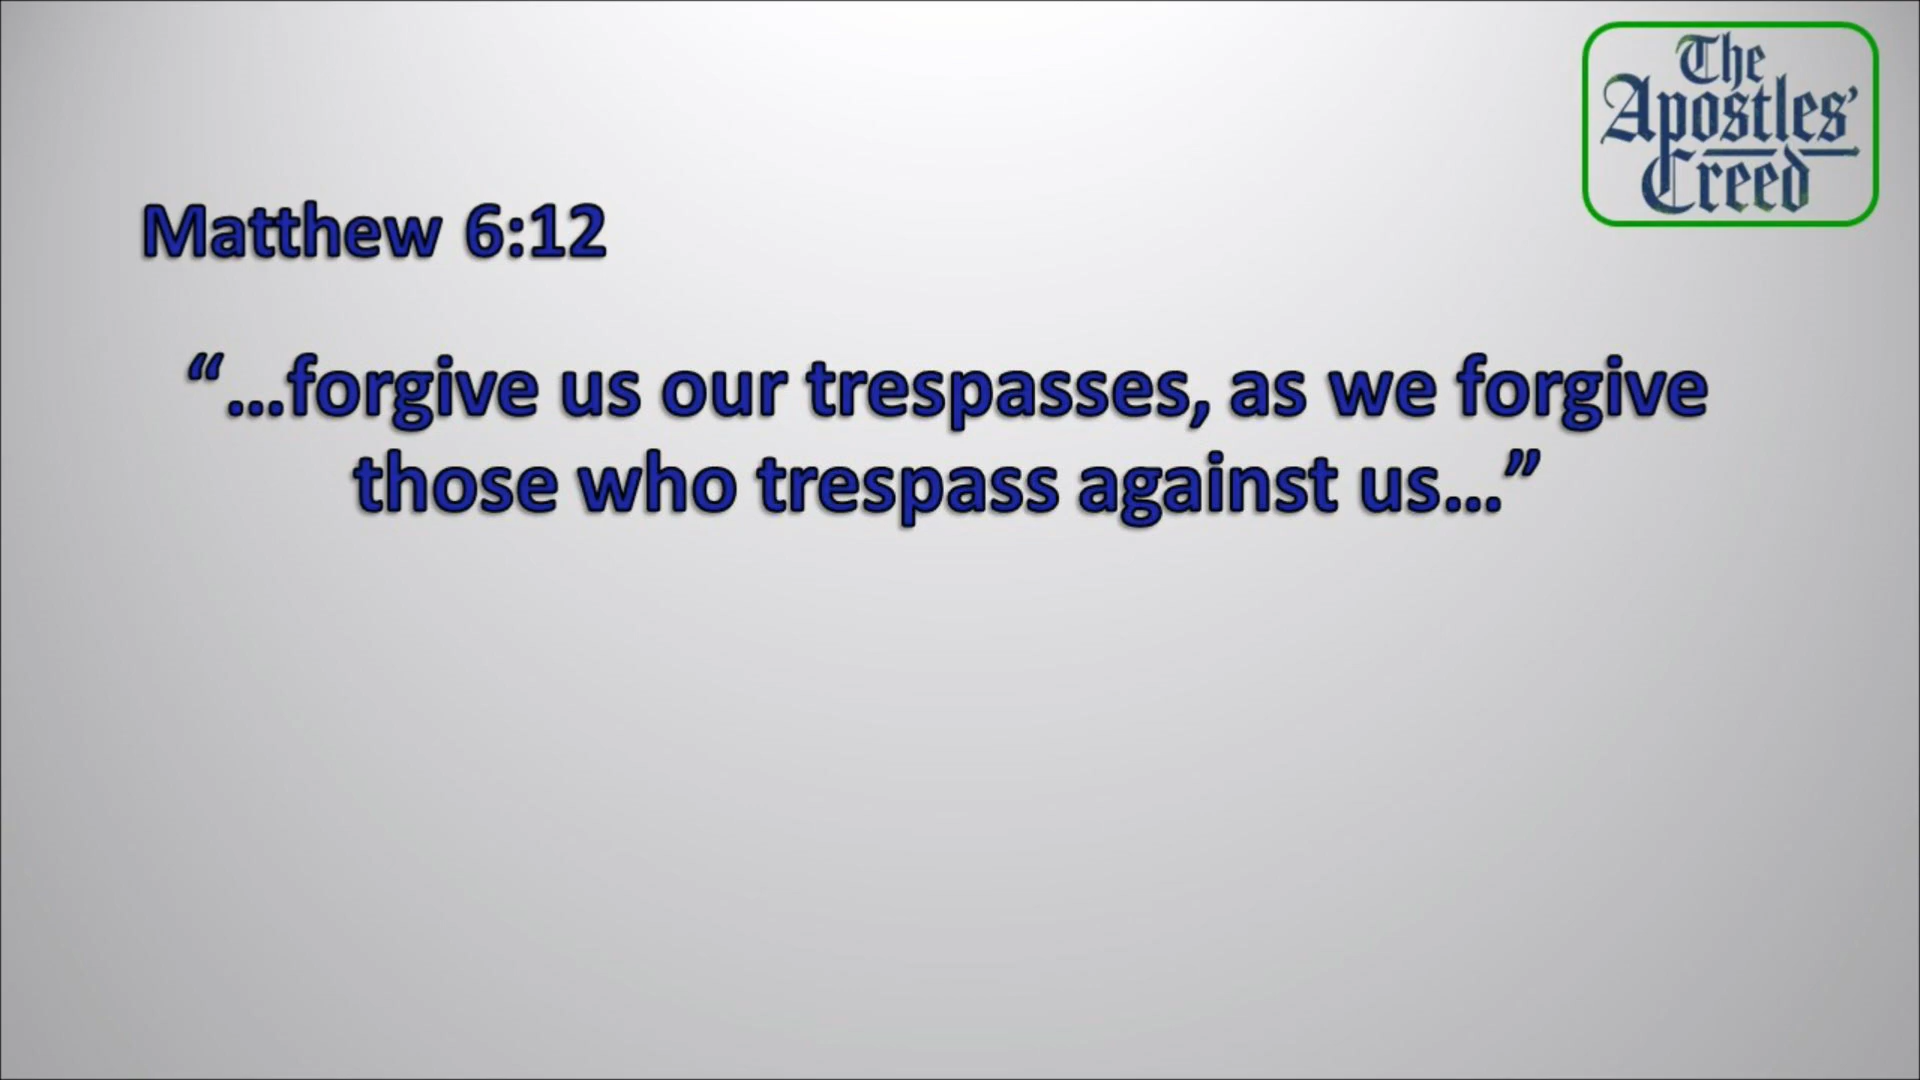 The
Apostles’
Creed
Matthew 6:12
“…forgive us our trespasses, as we forgive
those who trespass against us…”